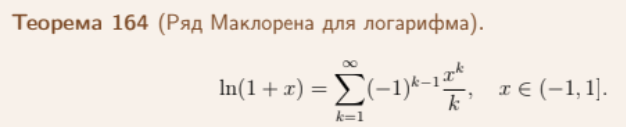 Теорема 164 (Ряд Маклорена для логарифма).
ln(1 + x) = ∑_{k=1}^{∞} (−1)^{k−1} x^k/k, x ∈ (−1, 1].